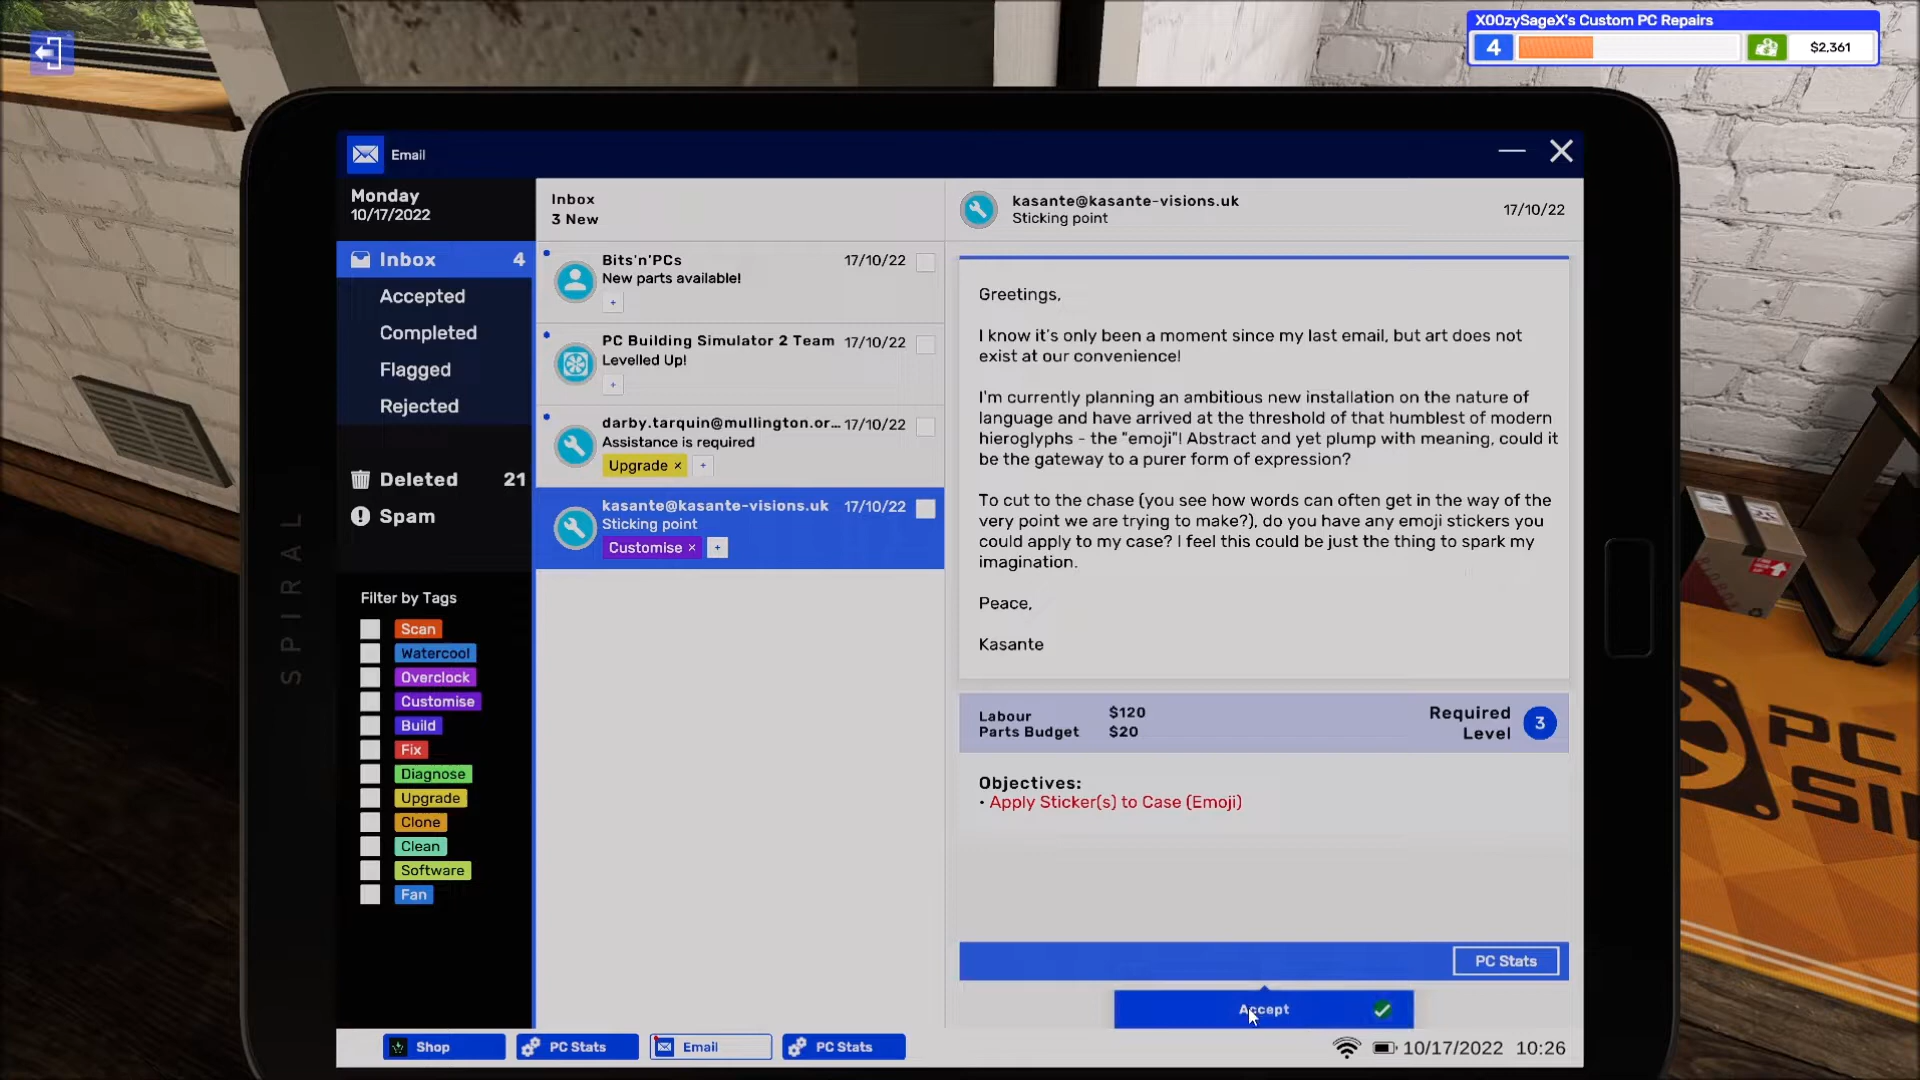 X00zySageX's Custom PC Repairs
4
$2,361
Email
Monday
10/17/2022
Inbox 4
Accepted
Completed
Flagged
Rejected
Deleted 21
Spam
Filter by Tags
Scan
Watercool
Overclock
Customise
Build
Fix
Diagnose
Upgrade
Clone
Clean
Software
Fan
Inbox
3 New
Bits'n'PCs 17/10/22
New parts available!
+
PC Building Simulator 2 Team 17/10/22
Levelled Up!
+
darby.tarquin@mullington.or... 17/10/22
Assistance is required
Upgrade × +
kasante@kasante-visions.uk 17/10/22
Sticking point
Customise × +
kasante@kasante-visions.uk
Sticking point
17/10/22
Greetings,
I know it's only been a moment since my last email, but art does not
exist at our convenience!
I'm currently planning an ambitious new installation on the nature of
language and have arrived at the threshold of that humblest of modern
hieroglyphs - the "emoji"! Abstract and yet plump with meaning, could it
be the gateway to a purer form of expression?
To cut to the chase (you see how words can often get in the way of the
very point we are trying to make?), do you have any emoji stickers you
could apply to my case? I feel this could be just the thing to spark my
imagination.
Peace,
Kasante
Labour $120
Parts Budget $20
Required
Level
3
Objectives:
• Apply Sticker(s) to Case (Emoji)
PC Stats
Accept
Shop
PC Stats
Email
PC Stats
10/17/2022 10:26
SPIRAL
PC
SI